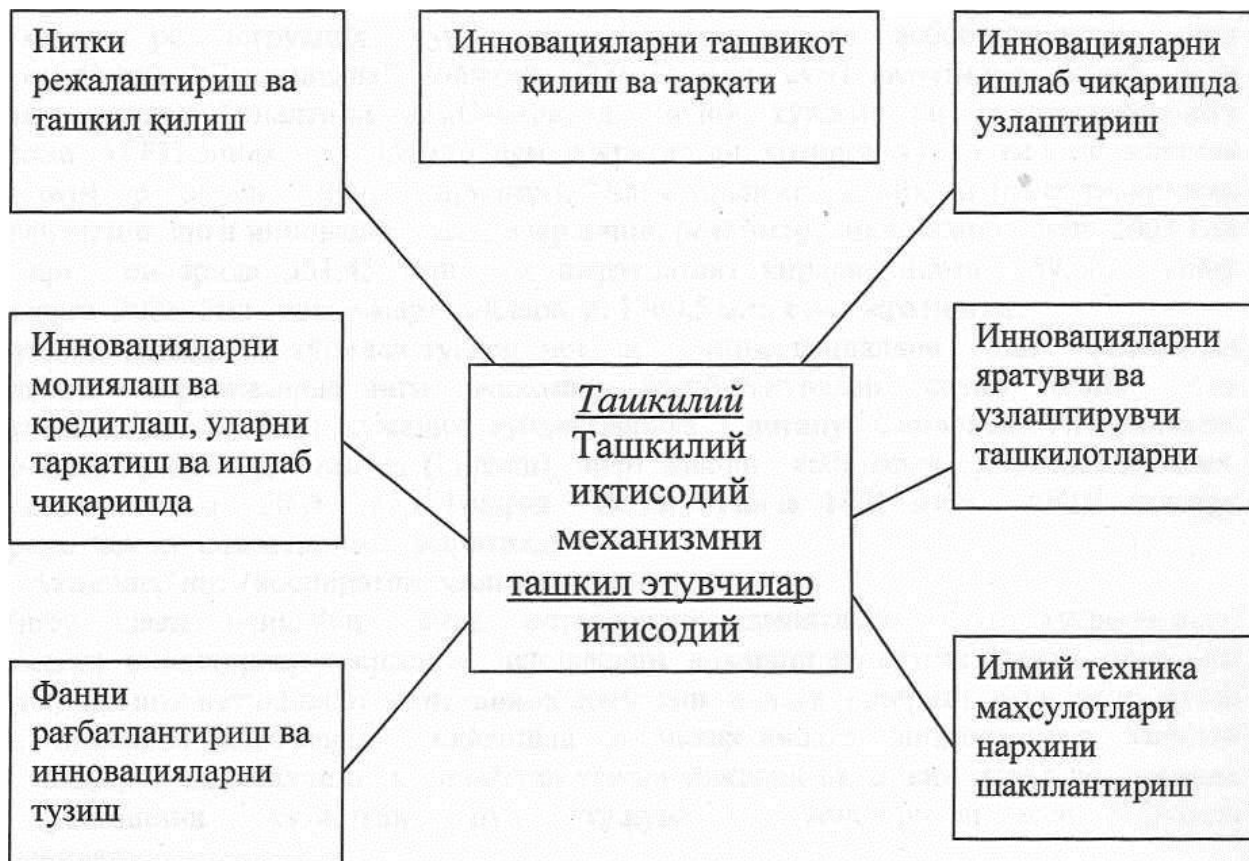 Нитки
режалаштириш ва
ташкил қилиш
Инновацияларни ташвикот
қилиш ва тарқати
Инновацияларни
ишлаб чиқаришда
узлаштириш
Инновацияларни
молиялаш ва
кредитлаш, уларни
таркатиш ва ишлаб
чиқаришда
Ташкилий
Ташкилий
иқтисодий
механизмни
ташкил этувчилар
итисодий
Инновацияларни
яратувчи ва
узлаштирувчи
ташкилотларни
Фанни
рағбатлантириш ва
инновацияларни
тузиш
Илмий техника
маҳсулотлари
нархини
шакллантириш